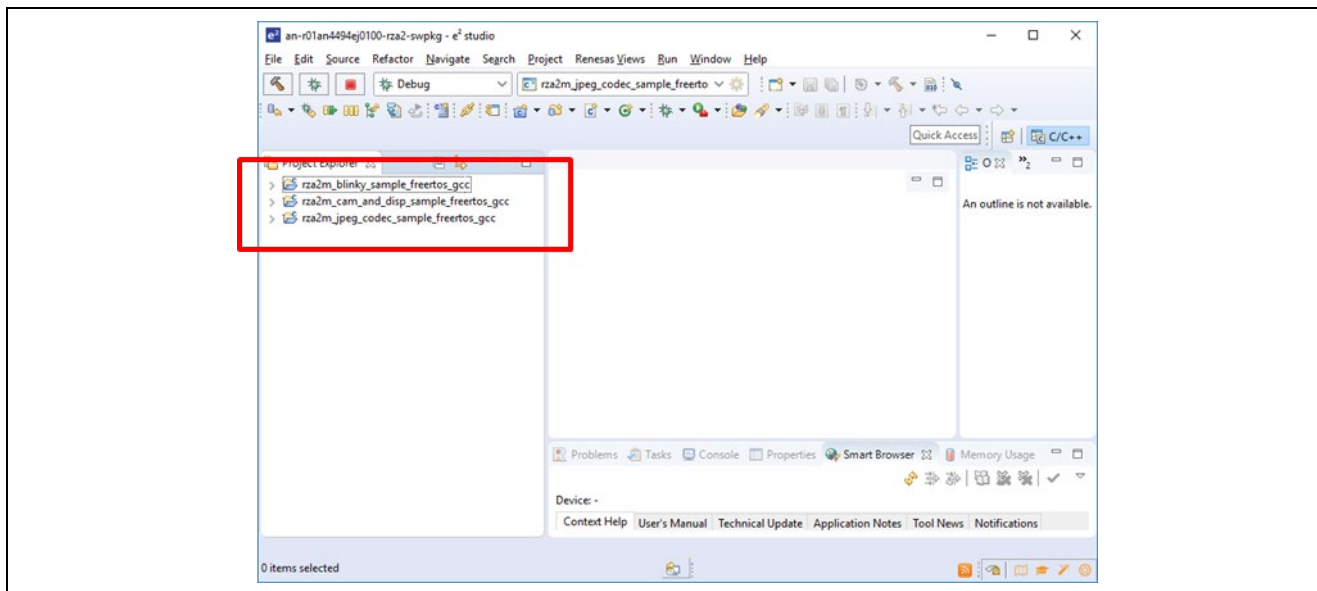 e² an-r01an4494ej0100-rza2-swpkg - e² studio
File Edit Source Refactor Navigate Search Project Renesas Views Run Window Help
Debug rza2m_jpeg_codec_sample_freerto
Quick Access C/C++
Project Explorer O »2
rza2m_blinky_sample_freertos_gcc
rza2m_cam_and_disp_sample_freertos_gcc
rza2m_jpeg_codec_sample_freertos_gcc
An outline is not available.
Problems Tasks Console Properties Smart Browser Memory Usage
Device: -
Context Help User's Manual Technical Update Application Notes Tool News Notifications
0 items selected